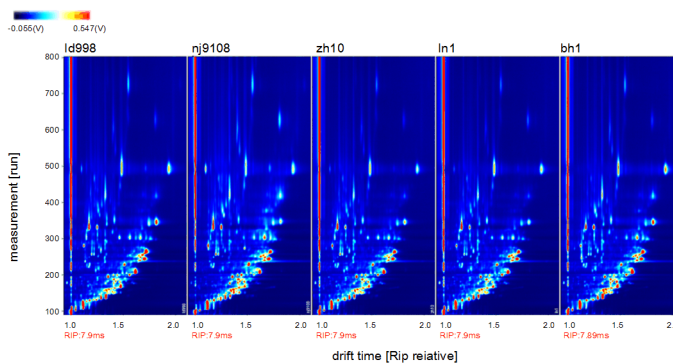 -0.055(V) 0.547(V)
ld998 nj9108 zh10 ln1 bh1
800
700
600
500
400
300
200
100
measurement [run]
1.0 1.5 2.0 1.0 1.5 2.0 1.0 1.5 2.0 1.0 1.5 2.0 1.0 1.5 2.0
RIP:7.9ms RIP:7.9ms RIP:7.9ms RIP:7.9ms RIP:7.89ms
drift time [Rip relative]